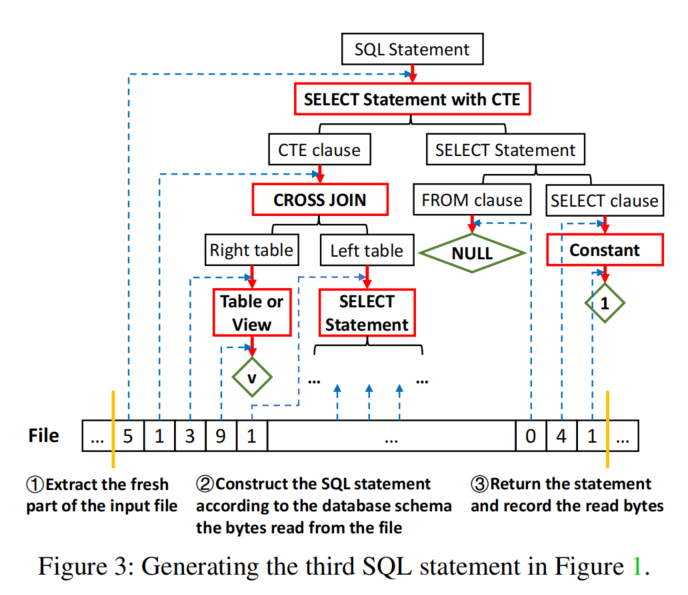 SQL Statement
SELECT Statement with CTE
CTE clause
SELECT Statement
CROSS JOIN
FROM clause
SELECT clause
Right table
Left table
NULL
Constant
Table or
View
SELECT
Statement
1
v
...
...
File
... 5 1 3 9 1 ... 0 4 1 ...
①Extract the fresh
part of the input file
②Construct the SQL statement
according to the database schema
the bytes read from the file
③Return the statement
and record the read bytes
Figure 3: Generating the third SQL statement in Figure 1.